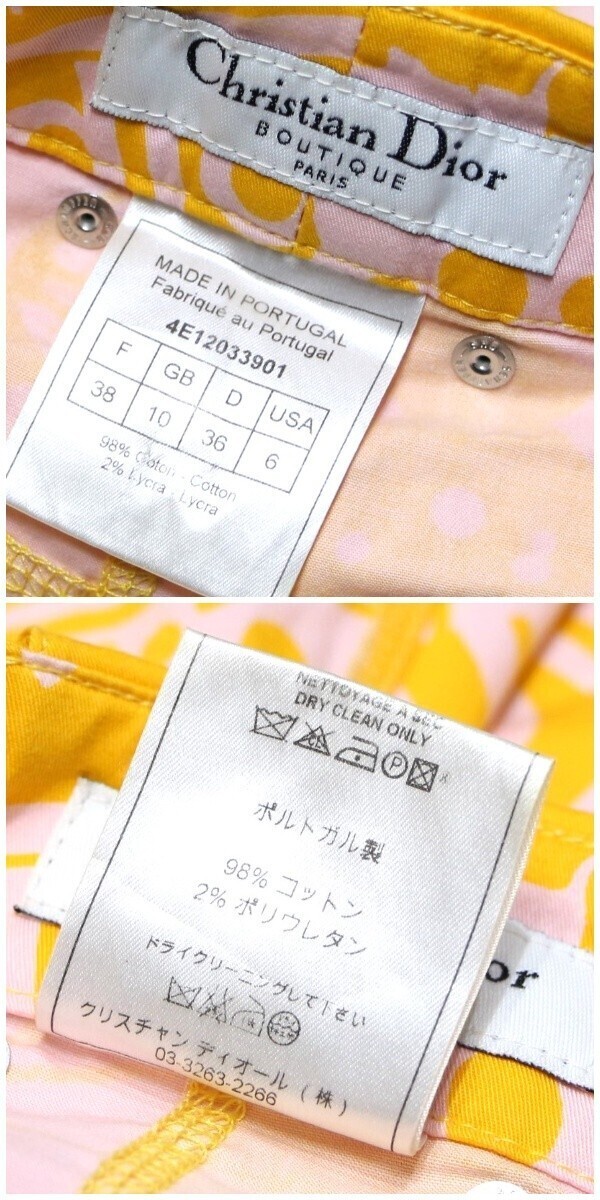 Christian Dior
BOUTIQUE
PARIS
MADE IN PORTUGAL
Fabriqué au Portugal
4E12033901
F GB D USA
38 10 36 6
98% Coton - Cotton
2% Lycra - Lycra
NETTOYAGE A SEC
DRY CLEAN ONLY
ポルトガル製
98% コットン
2% ポリウレタン
ドライクリーニングして下さい
クリスチャン ディオール (株)
03-3263-2266
or